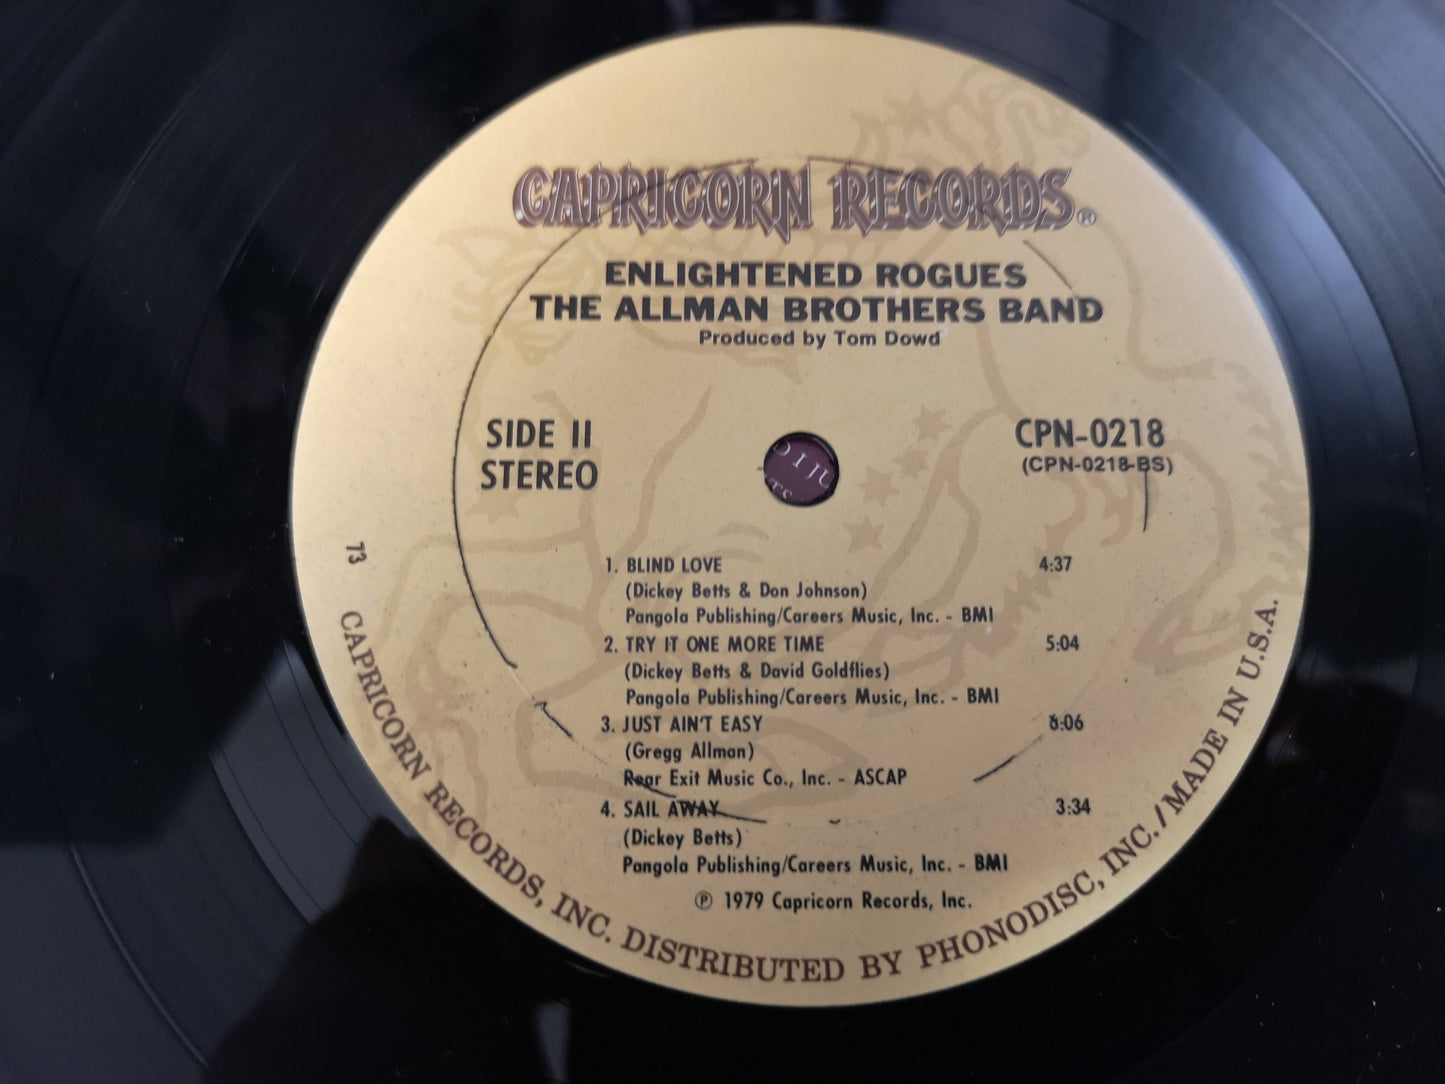 CAPRICORN RECORDS®
ENLIGHTENED ROGUES
THE ALLMAN BROTHERS BAND
Produced by Tom Dowd
SIDE II
STEREO
CPN-0218
(CPN-0218-BS)
1. BLIND LOVE 4:37
(Dickey Betts & Don Johnson)
Pangola Publishing/Careers Music, Inc. - BMI
2. TRY IT ONE MORE TIME 5:04
(Dickey Betts & David Goldflies)
Pangola Publishing/Careers Music, Inc. - BMI
3. JUST AIN'T EASY :06
(Gregg Allman)
Rear Exit Music Co., Inc. - ASCAP
4. SAIL AWAY 3:34
(Dickey Betts)
Pangola Publishing/Careers Music, Inc. - BMI
℗ 1979 Capricorn Records, Inc.
73
CAPRICORN RECORDS, INC. DISTRIBUTED BY PHONODISC, INC./MADE IN U.S.A.